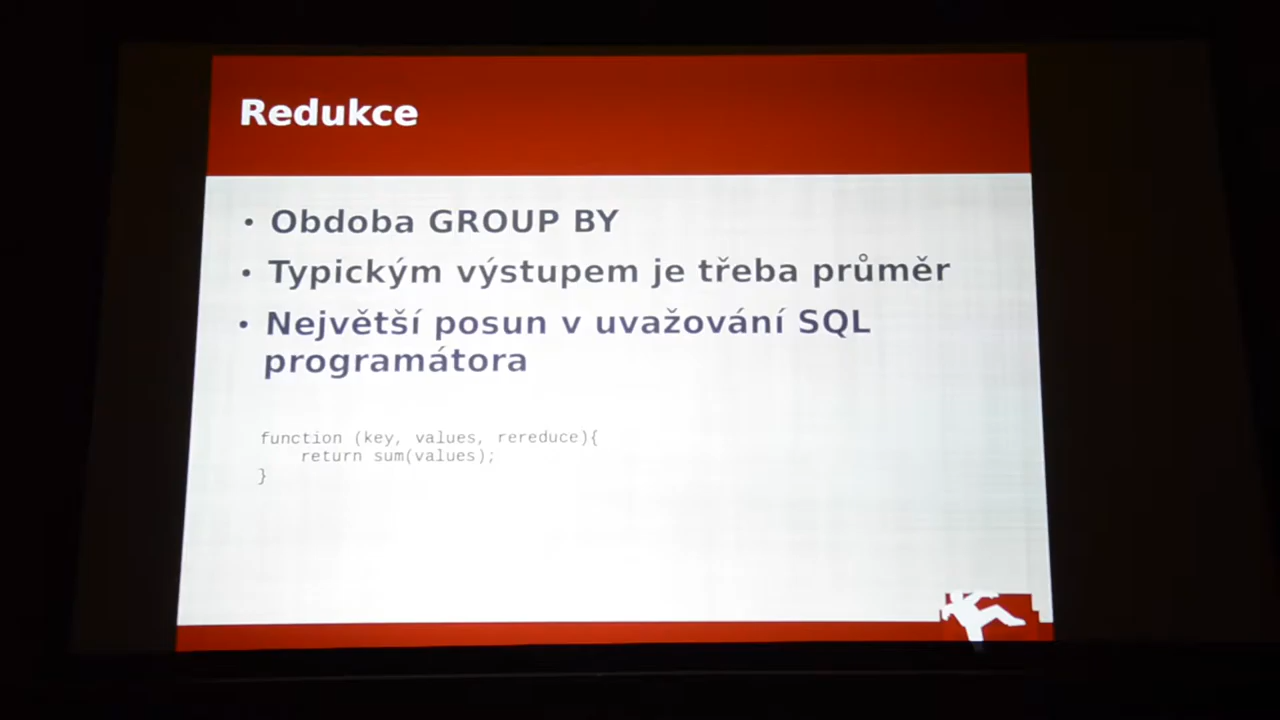 Redukce
• Obdoba GROUP BY
• Typickým výstupem je třeba průměr
• Největší posun v uvažování SQL
programátora
function (key, values, rereduce){
    return sum(values);
}